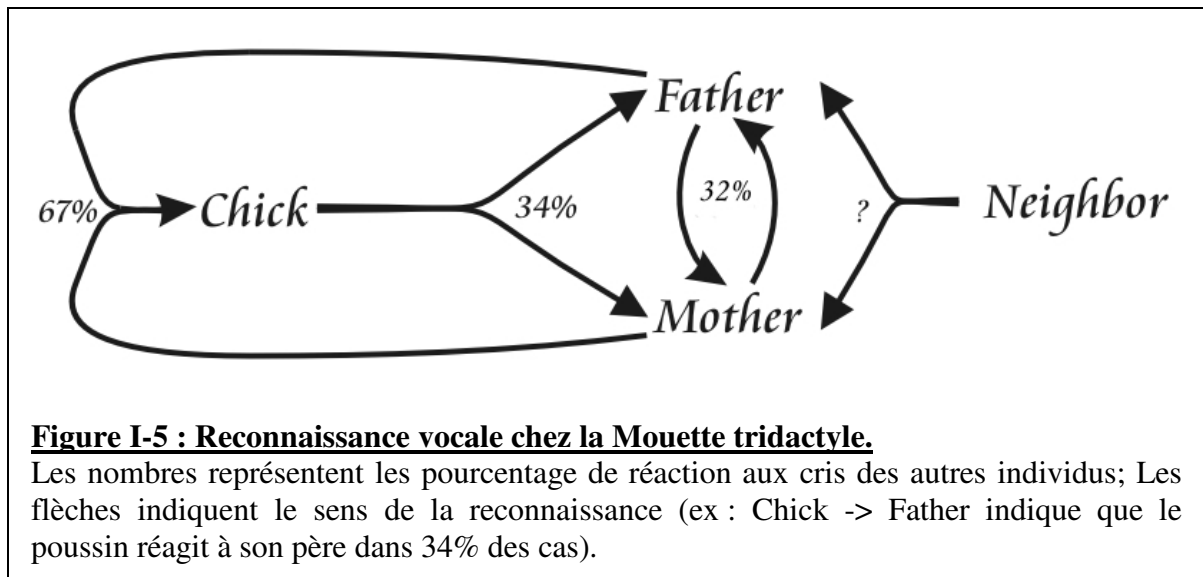 Father
67% Chick 34% 32% ? Neighbor
Mother
Figure I-5 : Reconnaissance vocale chez la Mouette tridactyle.
Les nombres représentent les pourcentage de réaction aux cris des autres individus; Les
flèches indiquent le sens de la reconnaissance (ex : Chick -> Father indique que le
poussin réagit à son père dans 34% des cas).